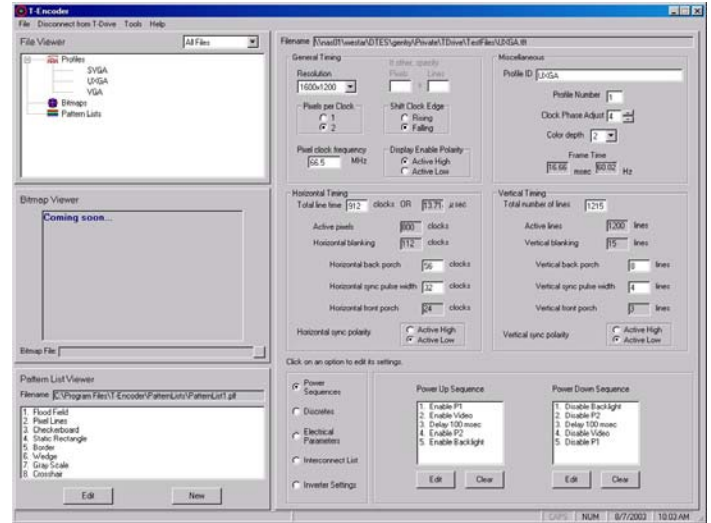 T-Encoder
File Disconnect from T-Drive Tools Help
File Viewer
All Files
Profiles
SVGA
UXGA
VGA
Bitmaps
Pattern Lists
Bitmap Viewer
Coming soon...
Bitmap File
Pattern List Viewer
Filename C:\Program Files\T-Encoder\PatternLists\PatternList1.plf
1. Flood Field
2. Pixel Lines
3. Checkerboard
4. Static Rectangle
5. Border
6. Wedge
7. Gray Scale
8. Crosshair
Edit New
Filename \\nas01\westar\DTES\genby\Private\TDrive\TestFiles\UXGA.tft
General Timing
Resolution
1600x1200
If other, specify
Pixels Lines
x
Pixels per Clock
1
2
Shift Clock Edge
Rising
Falling
Pixel clock frequency
66.5 MHz
Display Enable Polarity
Active High
Active Low
Miscellaneous
Profile ID UXGA
Profile Number 1
Clock Phase Adjust 4
Color depth 2
Frame Time
16.66 msec 60.02 Hz
Horizontal Timing
Total line time 912 clocks OR 13.71 µsec
Active pixels 800 clocks
Horizontal blanking 112 clocks
Horizontal back porch 56 clocks
Horizontal sync pulse width 32 clocks
Horizontal front porch 24 clocks
Horizontal sync polarity
Active High
Active Low
Vertical Timing
Total number of lines 1215
Active lines 1200 lines
Vertical blanking 15 lines
Vertical back porch 8 lines
Vertical sync pulse width 4 lines
Vertical front porch 3 lines
Vertical sync polarity
Active High
Active Low
Click on an option to edit its settings.
Power Sequences
Discretes
Electrical Parameters
Interconnect List
Inverter Settings
Power Up Sequence
1. Enable P1
2. Enable Video
3. Delay 100 msec
4. Enable P2
5. Enable Backlight
Edit Clear
Power Down Sequence
1. Disable Backlight
2. Disable P2
3. Delay 100 msec
4. Disable Video
5. Disable P1
Edit Clear
CAPS NUM 8/7/2003 10:03 AM